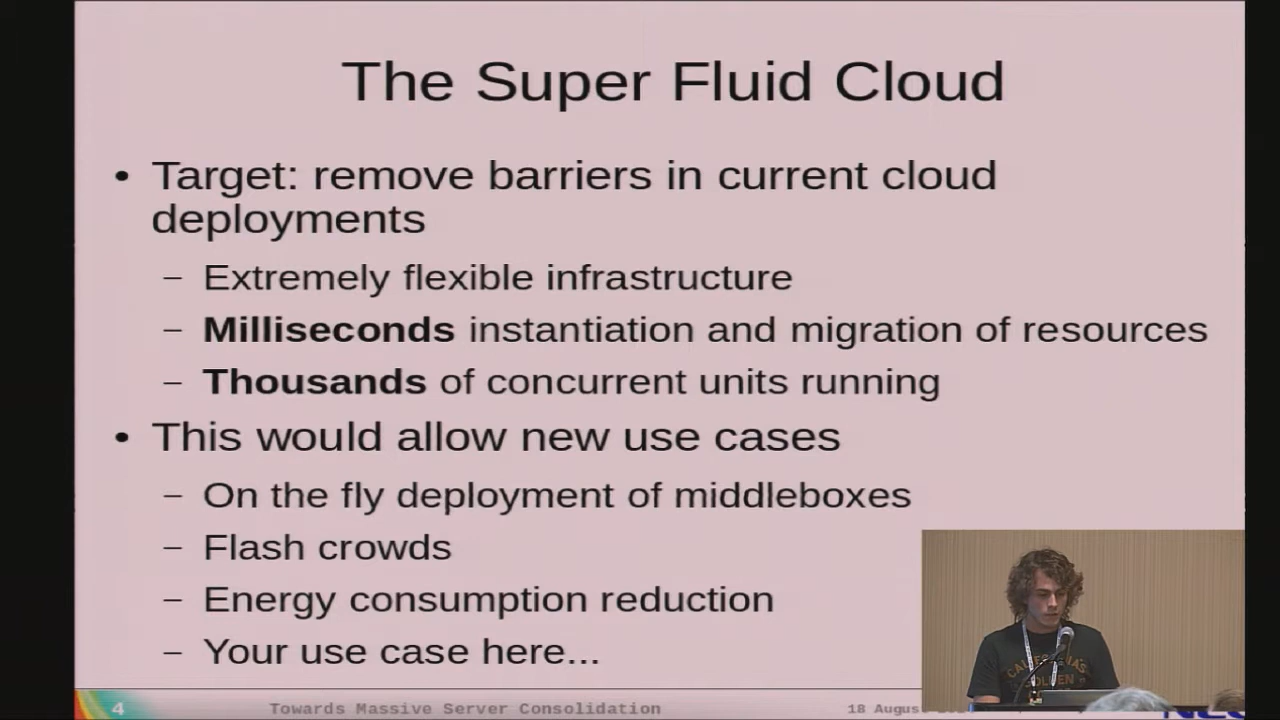 The Super Fluid Cloud
• Target: remove barriers in current cloud
deployments
– Extremely flexible infrastructure
– Milliseconds instantiation and migration of resources
– Thousands of concurrent units running
• This would allow new use cases
– On the fly deployment of middleboxes
– Flash crowds
– Energy consumption reduction
– Your use case here...
CALIFORNIA'S
GOLDEN
4 Towards Massive Server Consolidation 18 August